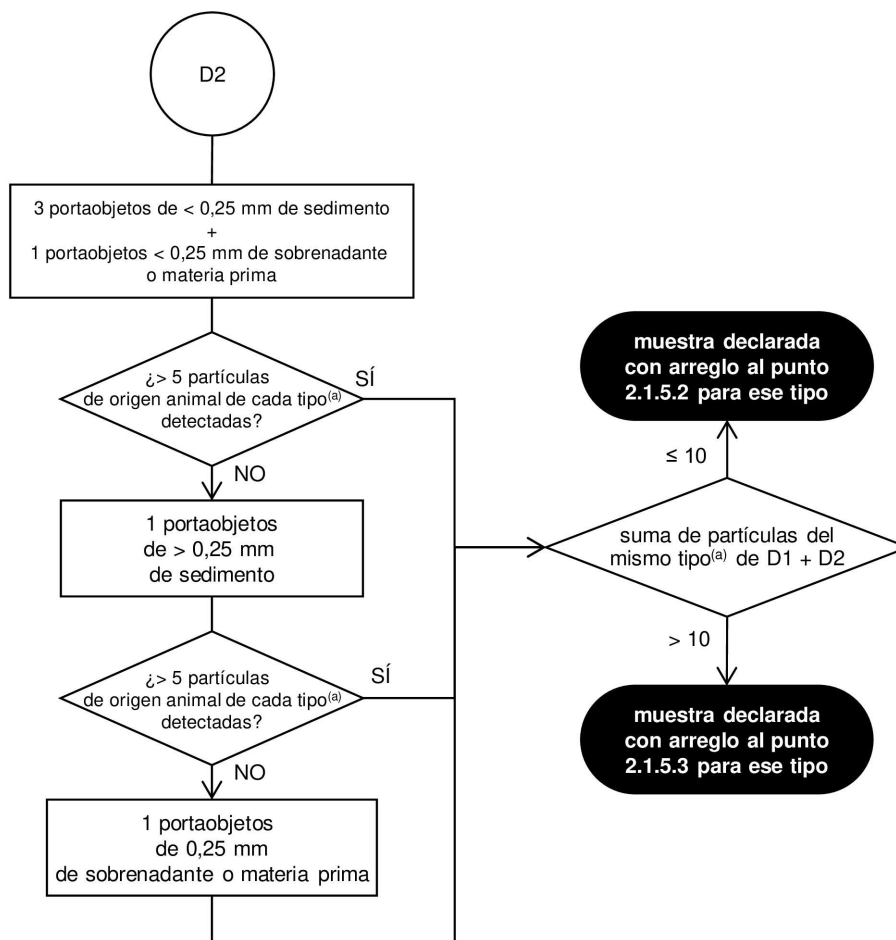 D2
3 portaobjetos de < 0,25 mm de sedimento
+
1 portaobjetos < 0,25 mm de sobrenadante
o materia prima
¿> 5 partículas
de origen animal de cada tipo(a)
detectadas?
SÍ
NO
1 portaobjetos
de > 0,25 mm
de sedimento
¿> 5 partículas
de origen animal de cada tipo(a)
detectadas?
SÍ
NO
1 portaobjetos
de 0,25 mm
de sobrenadante o materia prima
muestra declarada
con arreglo al punto
2.1.5.2 para ese tipo
≤ 10
suma de partículas del
mismo tipo(a) de D1 + D2
> 10
muestra declarada
con arreglo al punto
2.1.5.3 para ese tipo